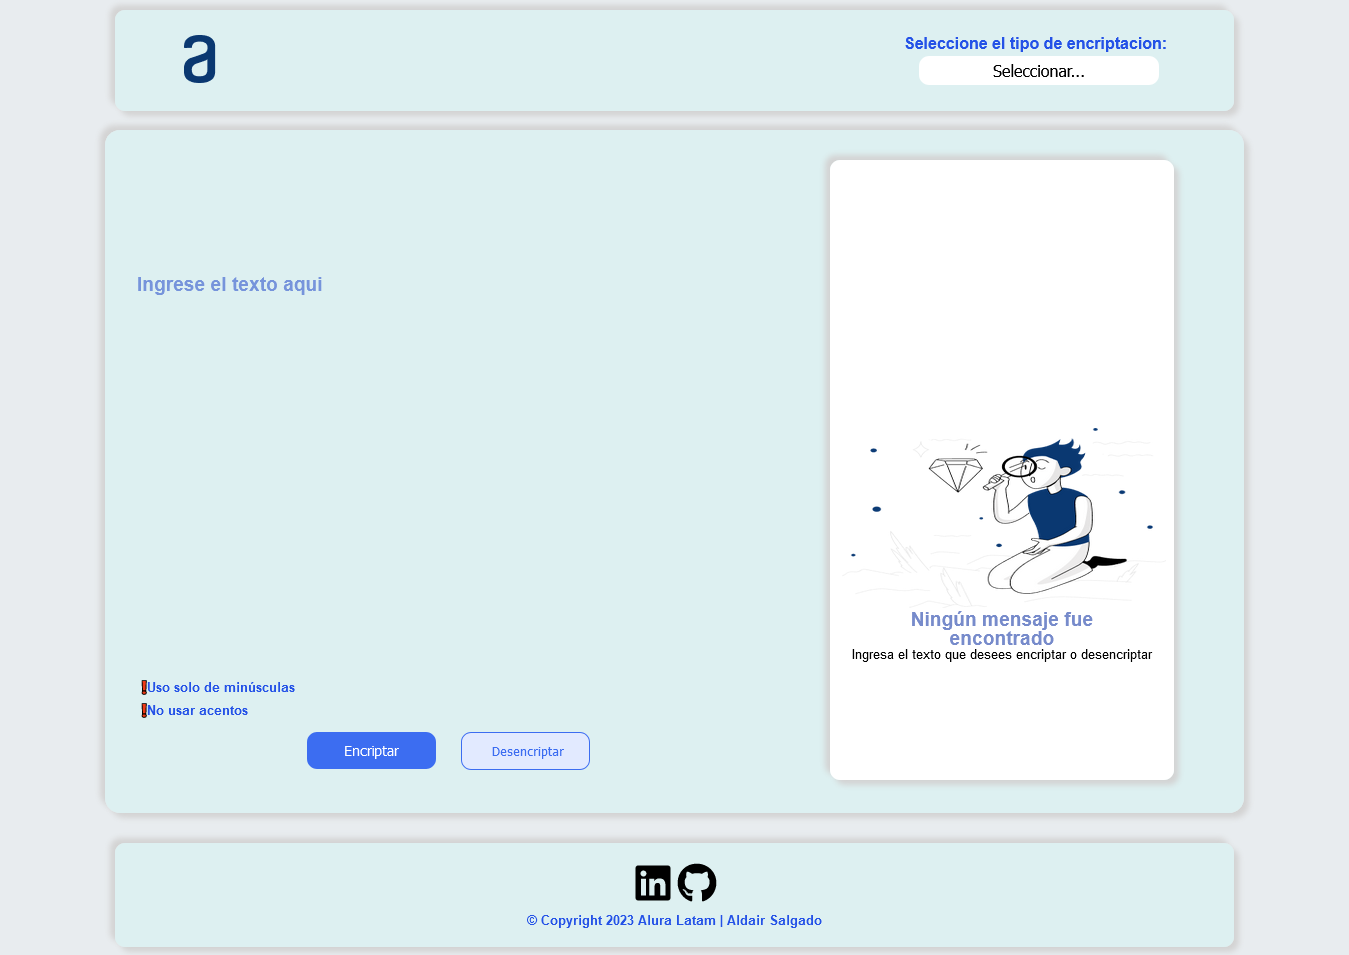 a
Seleccione el tipo de encriptacion:
Seleccionar...
Ingrese el texto aqui
Ningún mensaje fue
encontrado
Ingresa el texto que desees encriptar o desencriptar
❗Uso solo de minúsculas
❗No usar acentos
Encriptar
Desencriptar
in
© Copyright 2023 Alura Latam | Aldair Salgado